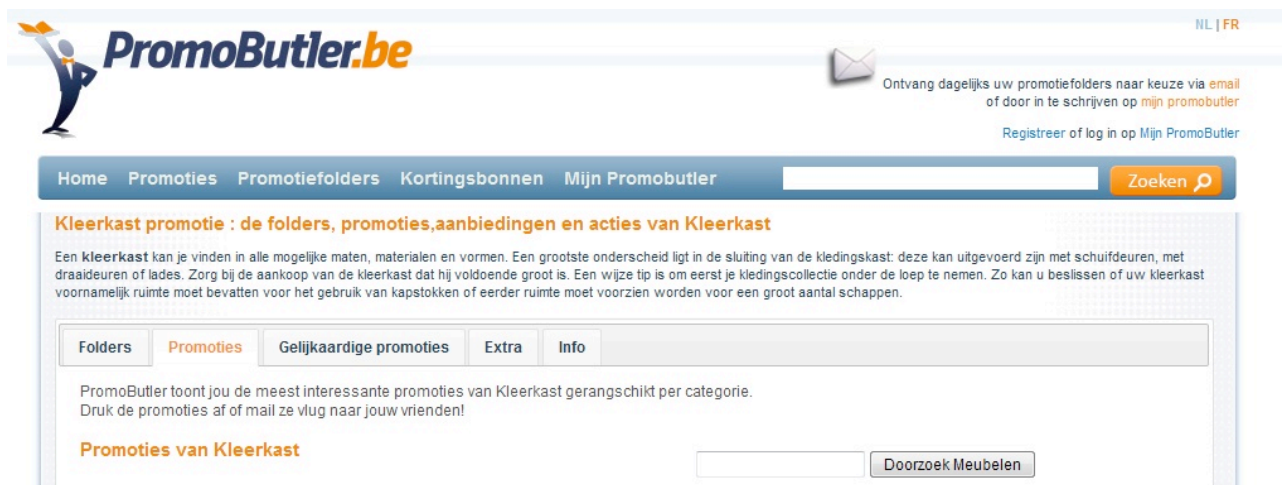 PromoButler.be
NL | FR
Ontvang dagelijks uw promotiefolders naar keuze via email
of door in te schrijven op mijn promobutler
Registreer of log in op Mijn PromoButler
Home Promoties Promotiefolders Kortingsbonnen Mijn Promobutler Zoeken
Kleerkast promotie : de folders, promoties,aanbiedingen en acties van Kleerkast
Een kleerkast kan je vinden in alle mogelijke maten, materialen en vormen. Een grootste onderscheid ligt in de sluiting van de kledingskast: deze kan uitgevoerd zijn met schuifdeuren, met
draaideuren of lades. Zorg bij de aankoop van de kleerkast dat hij voldoende groot is. Een wijze tip is om eerst je kledingscollectie onder de loep te nemen. Zo kan u beslissen of uw kleerkast
voornamelijk ruimte moet bevatten voor het gebruik van kapstokken of eerder ruimte moet voorzien worden voor een groot aantal schappen.
Folders Promoties Gelijkaardige promoties Extra Info
PromoButler toont jou de meest interessante promoties van Kleerkast gerangschikt per categorie.
Druk de promoties af of mail ze vlug naar jouw vrienden!
Promoties van Kleerkast
Doorzoek Meubelen